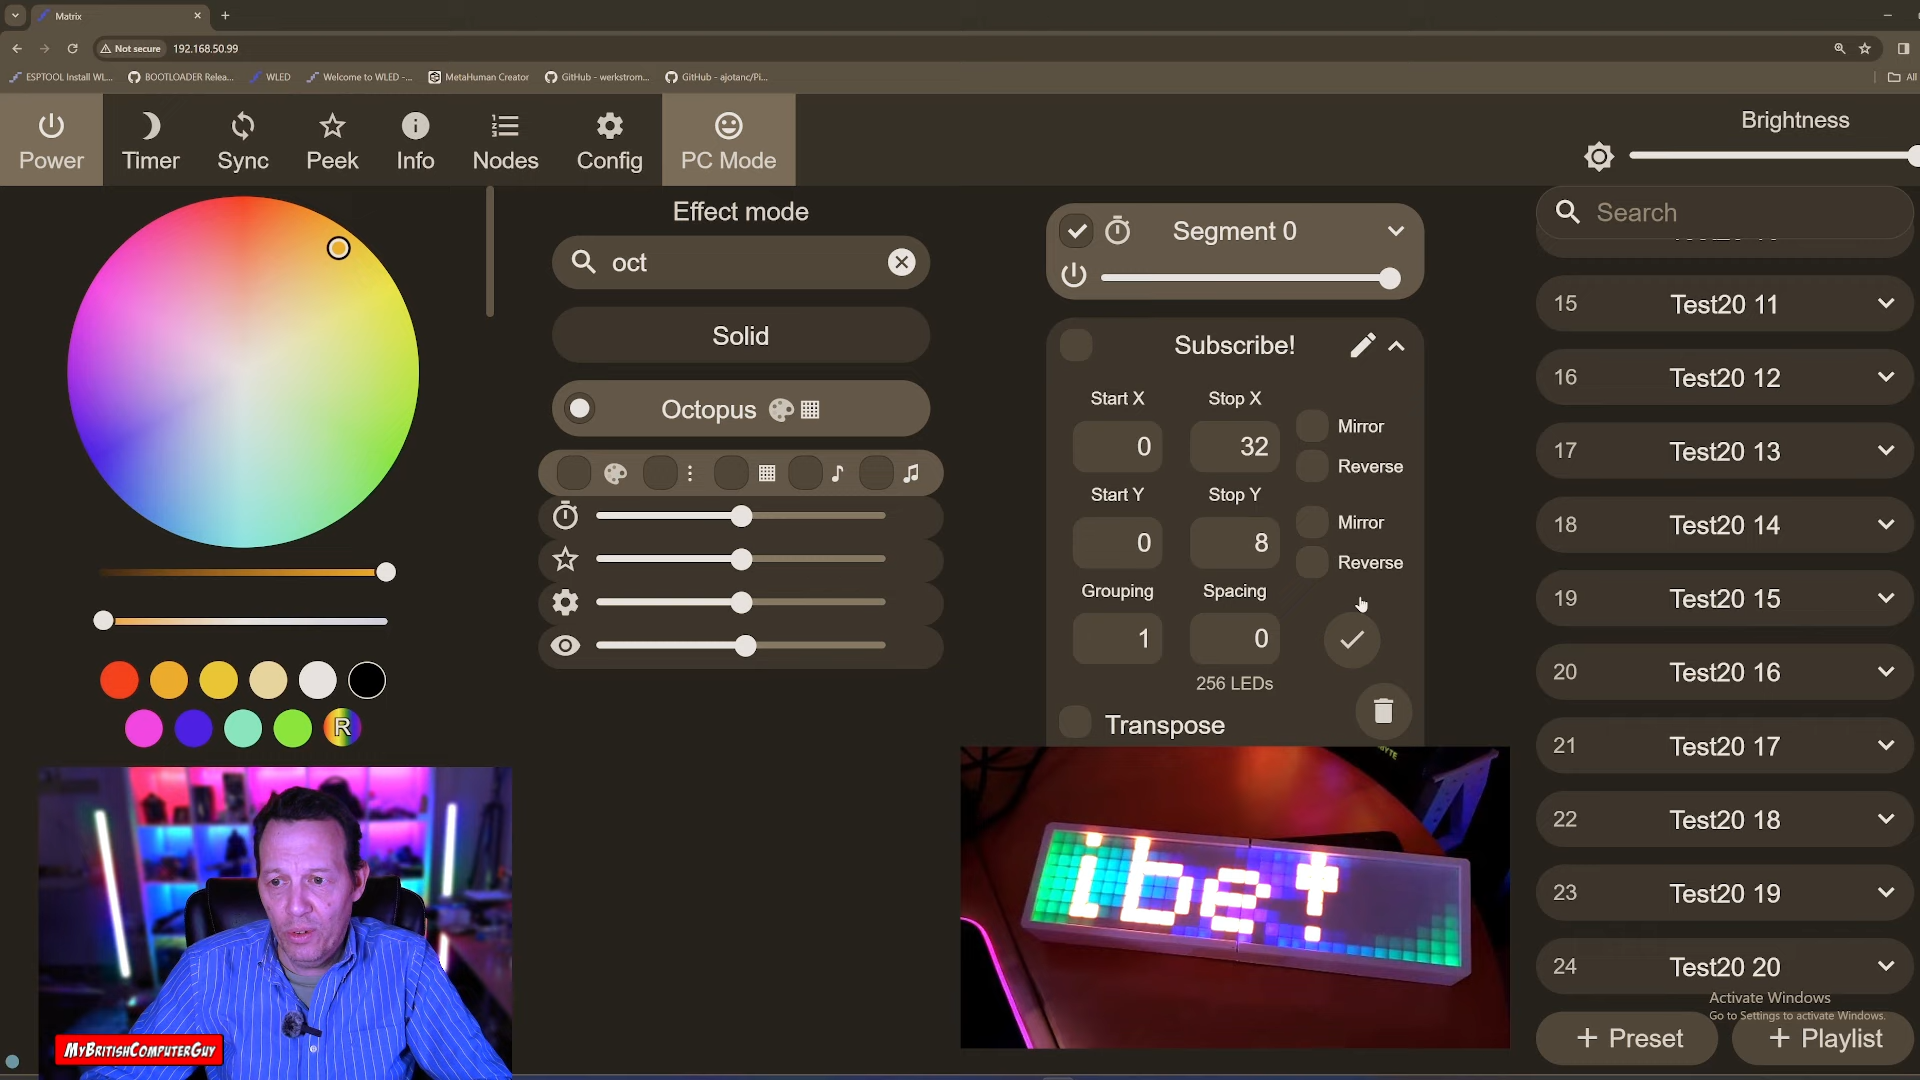 Matrix
Not secure
192.168.50.99
ESPTOOL Install WL...
BOOTLOADER Relea...
WLED
Welcome to WLED -...
MetaHuman Creator
GitHub - werkstrom...
GitHub - ajotanc/Pi...
All
Power
Timer
Sync
Peek
Info
Nodes
Config
PC Mode
Brightness
R
Effect mode
oct
Solid
Octopus
Segment 0
Subscribe!
Start X
Stop X
0
32
Mirror
Reverse
Start Y
Stop Y
0
8
Mirror
Reverse
Grouping
Spacing
1
0
256 LEDs
Transpose
Search
15 Test20 11
16 Test20 12
17 Test20 13
18 Test20 14
19 Test20 15
20 Test20 16
21 Test20 17
22 Test20 18
23 Test20 19
24 Test20 20
Activate Windows
Go to Settings to activate Windows.
+ Preset
+ Playlist
ibe!
MyBritishComputerGuy